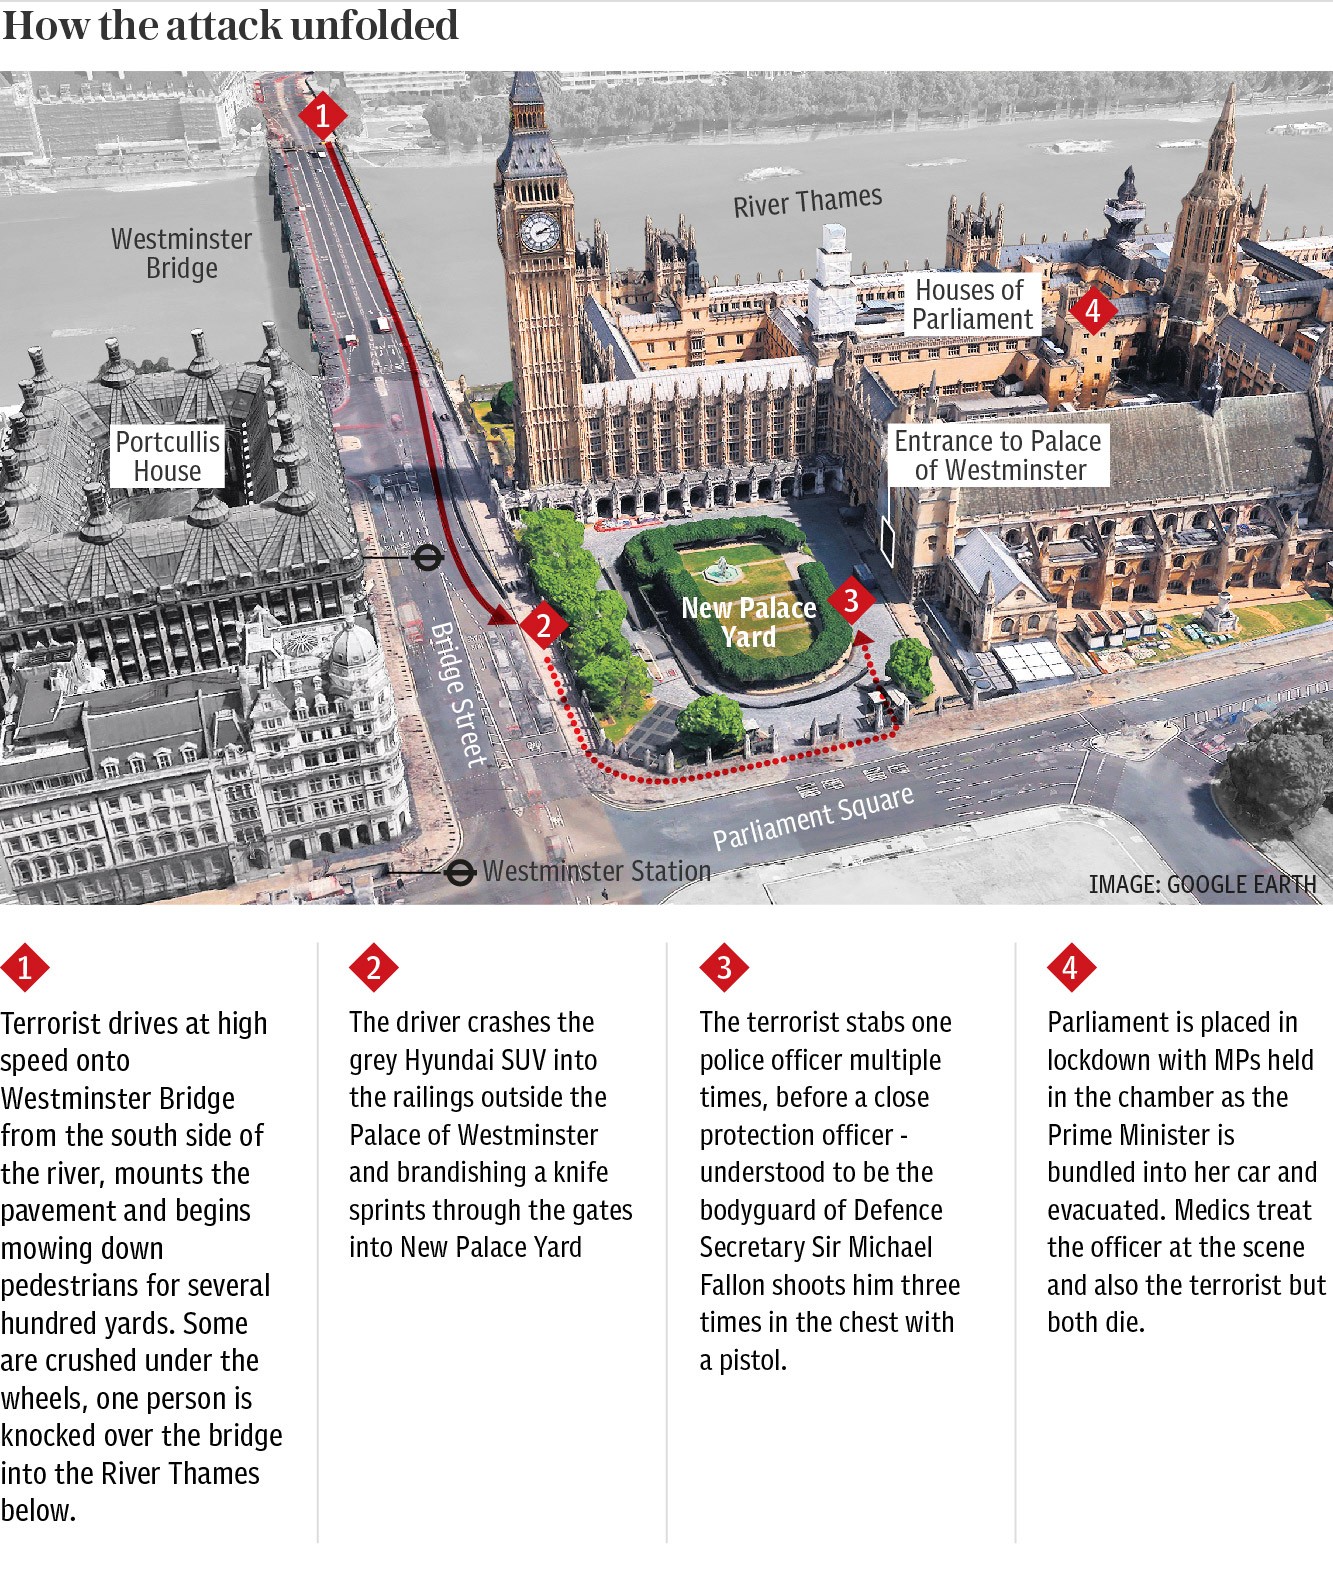 How the attack unfolded
1
Westminster
Bridge
River Thames
Houses of
Parliament
4
Portcullis
House
Entrance to Palace
of Westminster
New Palace
Yard
3
2
Bridge Street
Parliament Square
Westminster Station
IMAGE: GOOGLE EARTH
1
Terrorist drives at high
speed onto
Westminster Bridge
from the south side of
the river, mounts the
pavement and begins
mowing down
pedestrians for several
hundred yards. Some
are crushed under the
wheels, one person is
knocked over the bridge
into the River Thames
below.
2
The driver crashes the
grey Hyundai SUV into
the railings outside the
Palace of Westminster
and brandishing a knife
sprints through the gates
into New Palace Yard
3
The terrorist stabs one
police officer multiple
times, before a close
protection officer -
understood to be the
bodyguard of Defence
Secretary Sir Michael
Fallon shoots him three
times in the chest with
a pistol.
4
Parliament is placed in
lockdown with MPs held
in the chamber as the
Prime Minister is
bundled into her car and
evacuated. Medics treat
the officer at the scene
and also the terrorist but
both die.